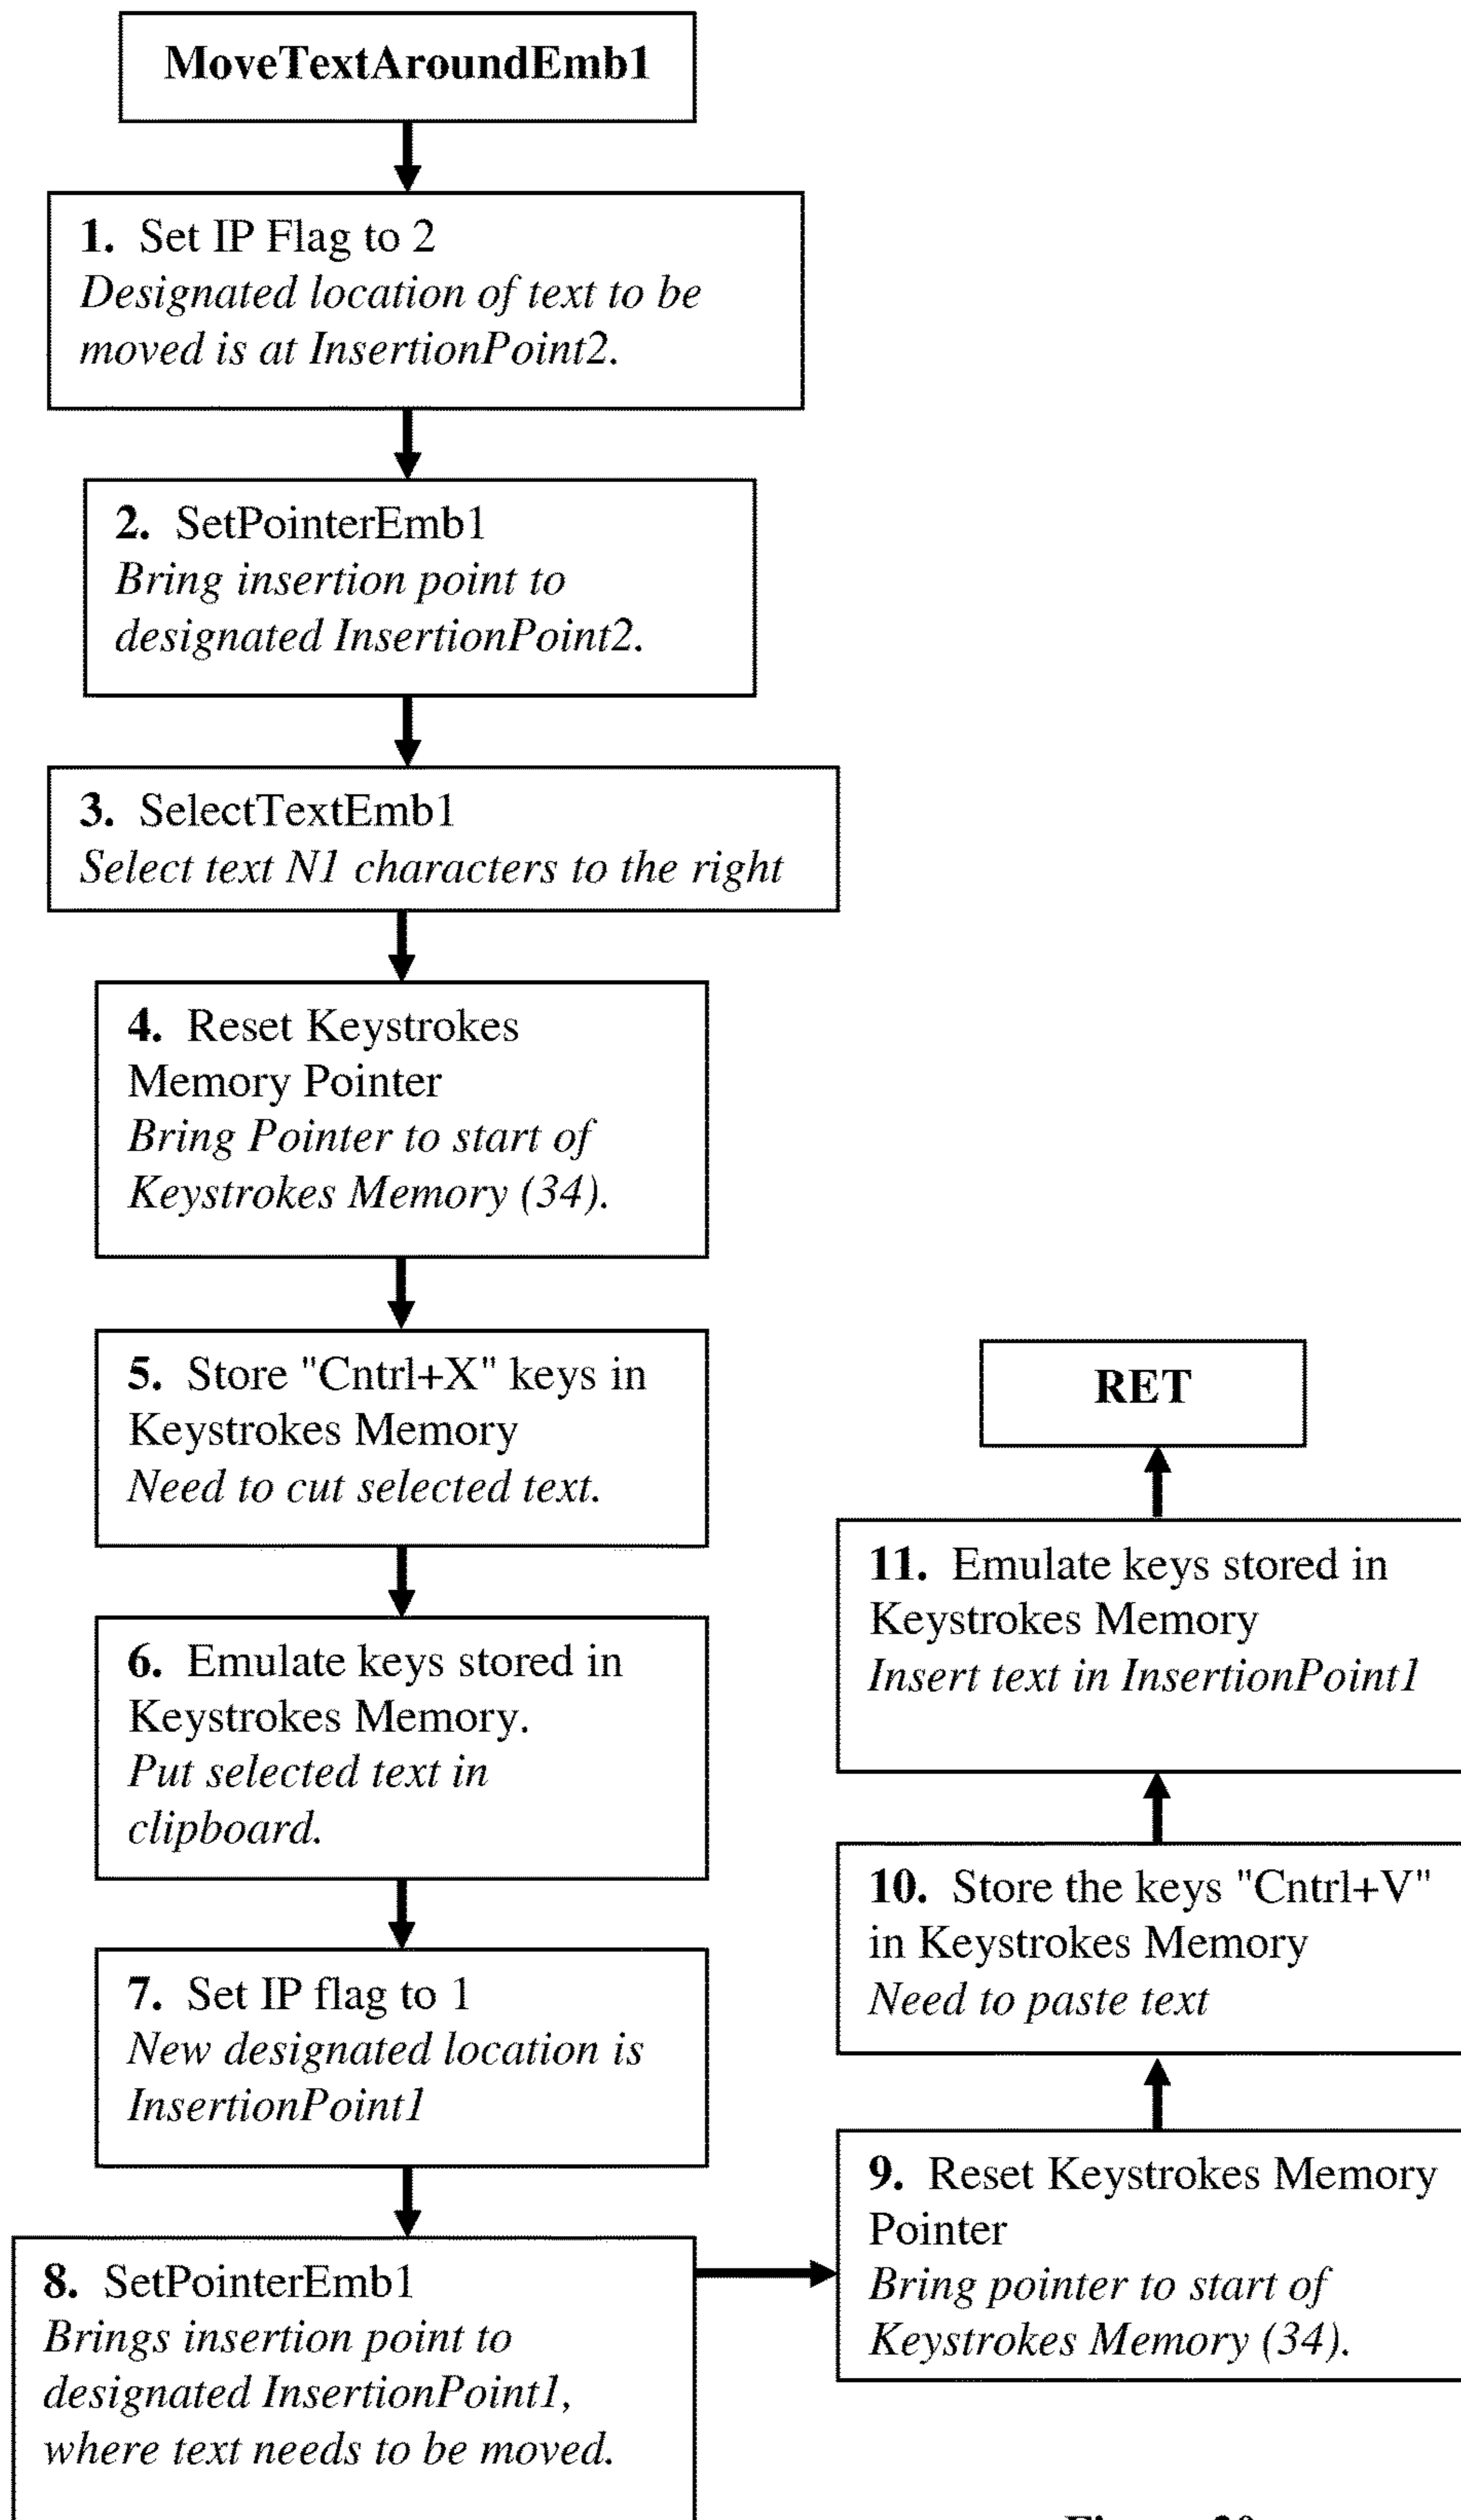 MoveTextAroundEmb1
1. Set IP Flag to 2
Designated location of text to be
moved is at InsertionPoint2.
2. SetPointerEmb1
Bring insertion point to
designated InsertionPoint2.
3. SelectTextEmb1
Select text N1 characters to the right
4. Reset Keystrokes
Memory Pointer
Bring Pointer to start of
Keystrokes Memory (34).
5. Store "Cntrl+X" keys in
Keystrokes Memory
Need to cut selected text.
6. Emulate keys stored in
Keystrokes Memory.
Put selected text in
clipboard.
7. Set IP flag to 1
New designated location is
InsertionPoint1
8. SetPointerEmb1
Brings insertion point to
designated InsertionPoint1,
where text needs to be moved.
9. Reset Keystrokes Memory
Pointer
Bring pointer to start of
Keystrokes Memory (34).
10. Store the keys "Cntrl+V"
in Keystrokes Memory
Need to paste text
11. Emulate keys stored in
Keystrokes Memory
Insert text in InsertionPoint1
RET